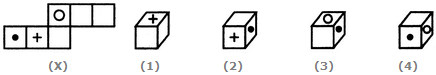 (X) (1) (2) (3) (4)